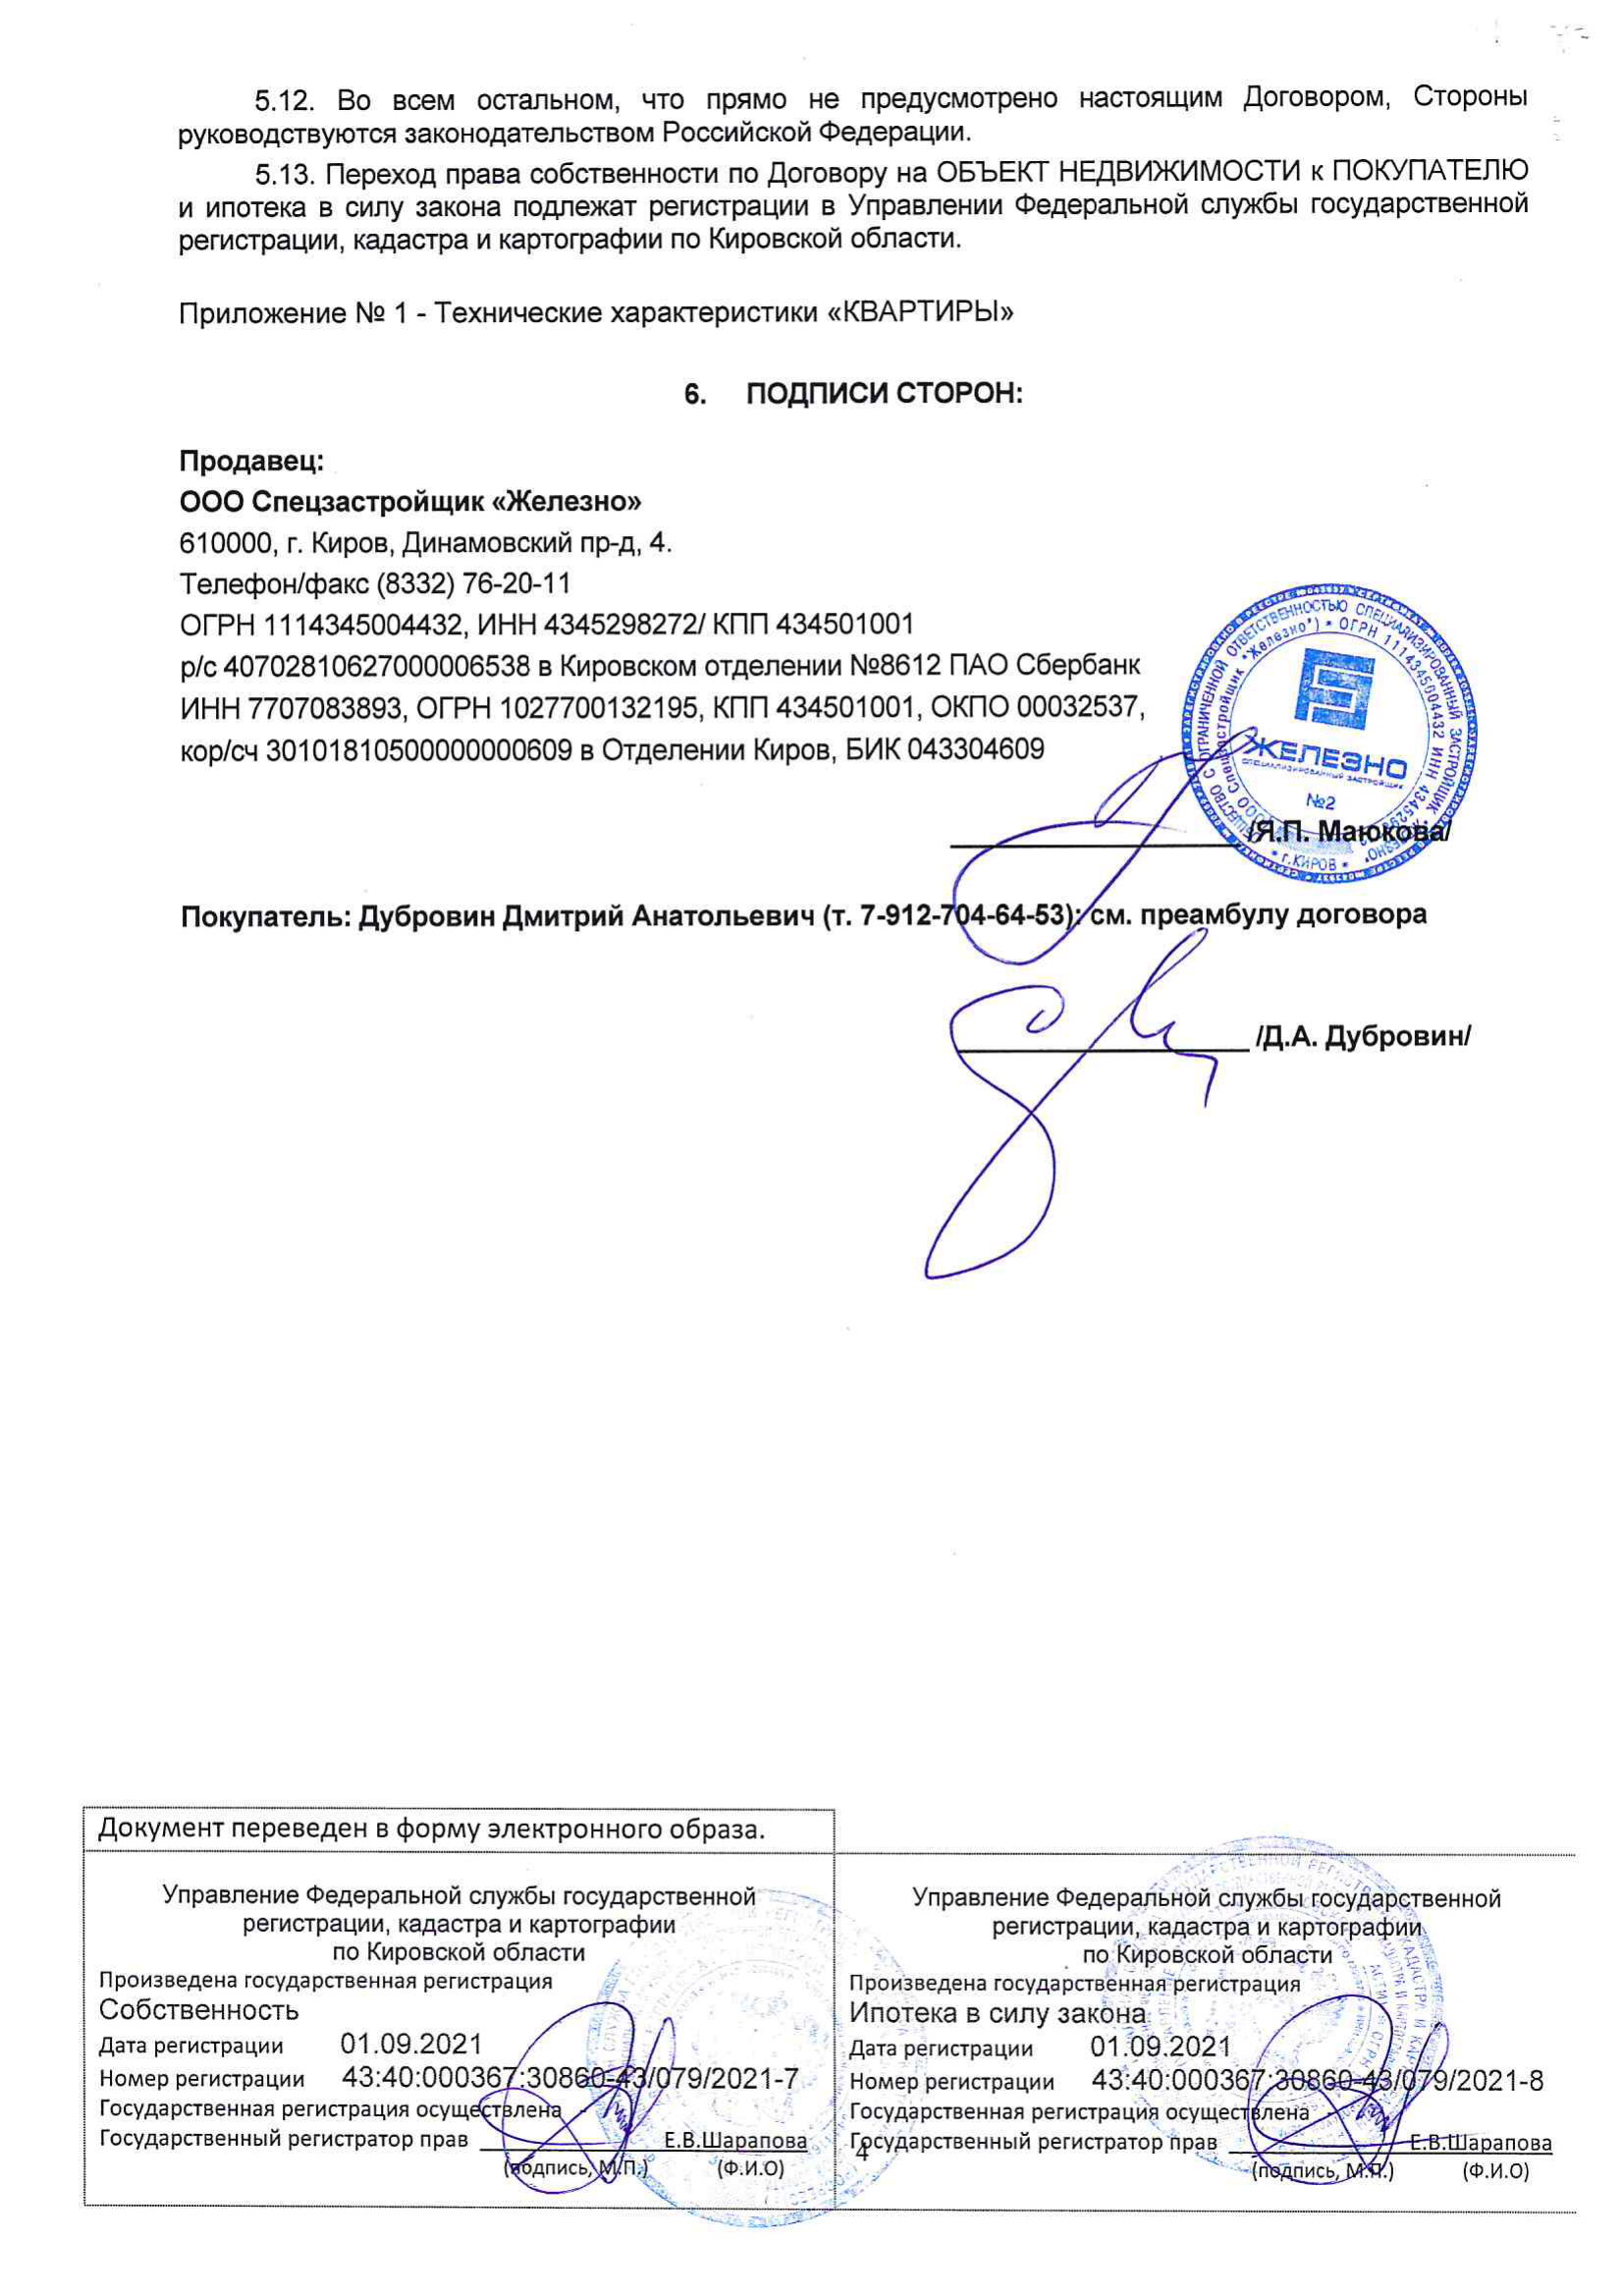 5.12. Во всем остальном, что прямо не предусмотрено настоящим Договором, Стороны
руководствуются законодательством Российской Федерации.
5.13. Переход права собственности по Договору на ОБЪЕКТ НЕДВИЖИМОСТИ к ПОКУПАТЕЛЮ
и ипотека в силу закона подлежат регистрации в Управлении Федеральной службы государственной
регистрации, кадастра и картографии по Кировской области.
Приложение № 1 - Технические характеристики «КВАРТИРЫ»
6. ПОДПИСИ СТОРОН:
Продавец:
ООО Спецзастройщик «Железно»
610000, г. Киров, Динамовский пр-д, 4.
Телефон/факс (8332) 76-20-11
ОГРН 1114345004432, ИНН 4345298272/ КПП 434501001
р/с 40702810627000006538 в Кировском отделении №8612 ПАО Сбербанк
ИНН 7707083893, ОГРН 1027700132195, КПП 434501001, ОКПО 00032537,
кор/сч 30101810500000000609 в Отделении Киров, БИК 043304609
ОБЩЕСТВО С ОГРАНИЧЕННОЙ ОТВЕТСТВЕННОСТЬЮ СПЕЦИАЛИЗИРОВАННЫЙ ЗАСТРОЙЩИК "ЖЕЛЕЗНО" * г.КИРОВ *
ООО Спецзастройщик "Железно") * ОГРН 1114345004432 ИНН
ЖЕЛЕЗНО
СПЕЦИАЛИЗИРОВАННЫЙ ЗАСТРОЙЩИК
№2
/Я.П. Маюкова/
Покупатель: Дубровин Дмитрий Анатольевич (т. 7-912-704-64-53): см. преамбулу договора
/Д.А. Дубровин/
Документ переведен в форму электронного образа.
Управление Федеральной службы государственной
регистрации, кадастра и картографии
по Кировской области
Произведена государственная регистрация
Собственность
Дата регистрации 01.09.2021
Номер регистрации 43:40:000367:30860-43/079/2021-7
Государственная регистрация осуществлена
Государственный регистратор прав Е.В.Шарапова
(подпись, М.П.) (Ф.И.О)
Управление Федеральной службы государственной
регистрации, кадастра и картографии
по Кировской области
Произведена государственная регистрация
Ипотека в силу закона
Дата регистрации 01.09.2021
Номер регистрации 43:40:000367:30860-43/079/2021-8
Государственная регистрация осуществлена
Государственный регистратор прав Е.В.Шарапова
(подпись, М.П.) (Ф.И.О)
4